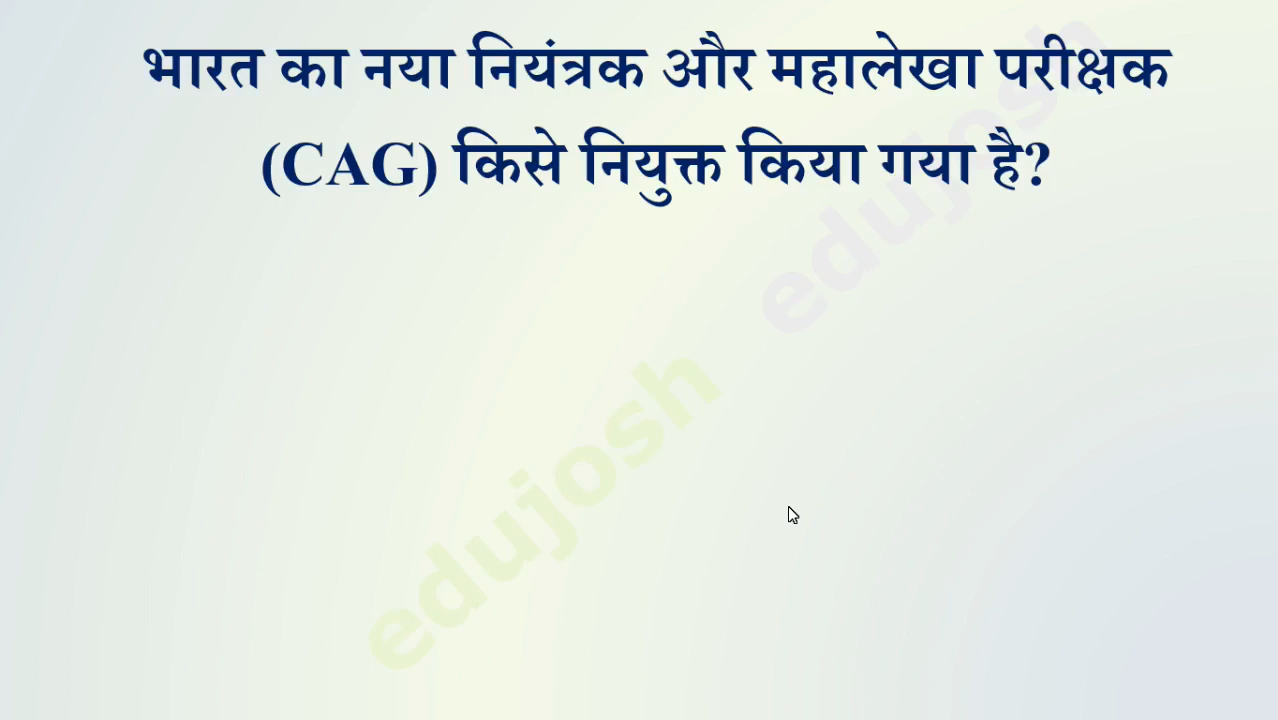 भारत का नया नियंत्रक और महालेखा परीक्षक
(CAG) किसे नियुक्त किया गया है?
edujosh
edujosh